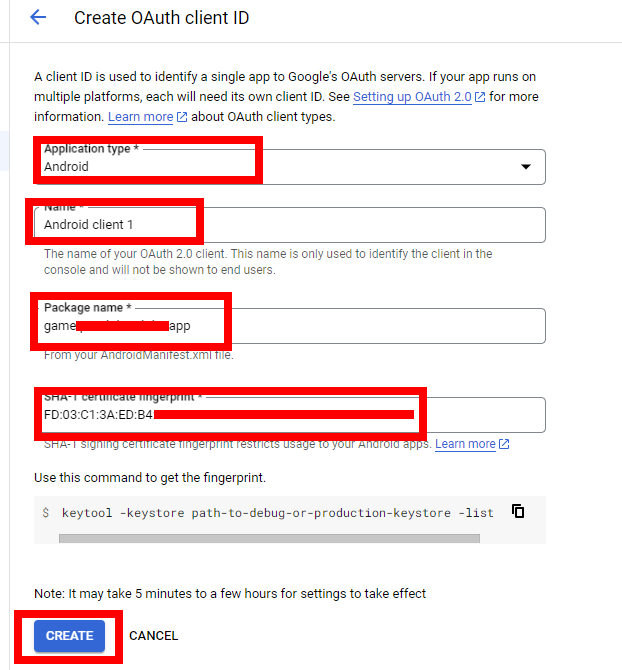 Create OAuth client ID
A client ID is used to identify a single app to Google's OAuth servers. If your app runs on
multiple platforms, each will need its own client ID. See Setting up OAuth 2.0 for more
information. Learn more about OAuth client types.
Application type *
Android
Name *
Android client 1
The name of your OAuth 2.0 client. This name is only used to identify the client in the
console and will not be shown to end users.
Package name *
game app
From your AndroidManifest.xml file.
SHA-1 certificate fingerprint *
FD:03:C1:3A:ED:B4
SHA-1 signing certificate fingerprint restricts usage to your Android apps. Learn more
Use this command to get the fingerprint.
$ keytool -keystore path-to-debug-or-production-keystore -list
Note: It may take 5 minutes to a few hours for settings to take effect
CREATE CANCEL